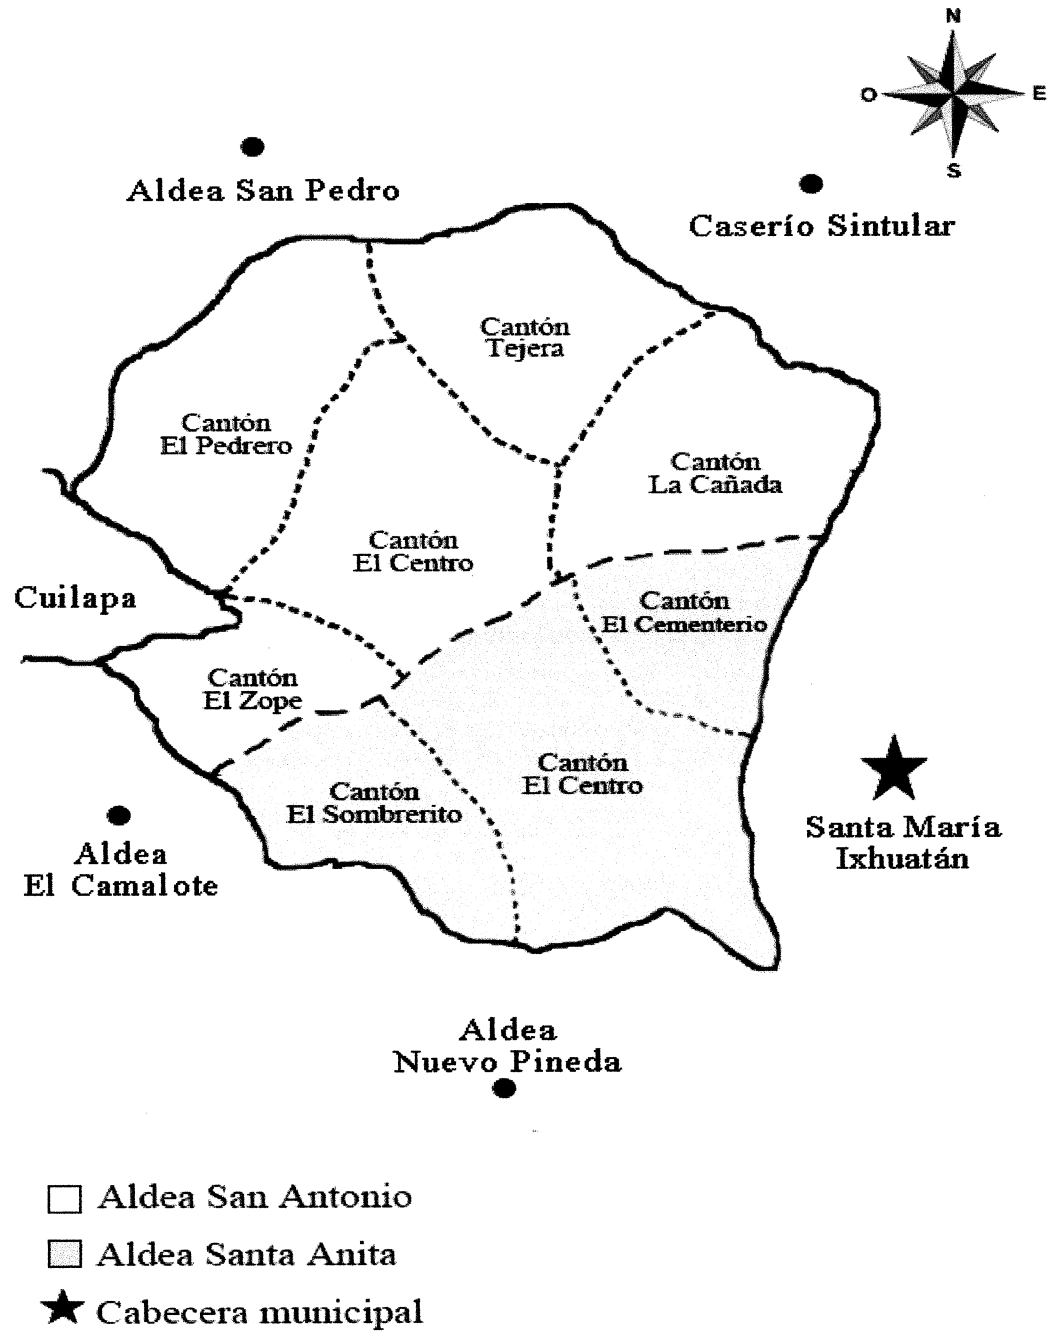 N
O
E
S
Aldea San Pedro
Caserío Sintular
Cantón
Tejera
Cantón
El Pedrero
Cantón
La Cañada
Cantón
El Centro
Cuilapa
Cantón
El Cementerio
Cantón
El Zope
Cantón
El Centro
Cantón
El Sombrerito
Santa María
Ixhuatán
Aldea
El Camalote
Aldea
Nuevo Pineda
Aldea San Antonio
Aldea Santa Anita
Cabecera municipal